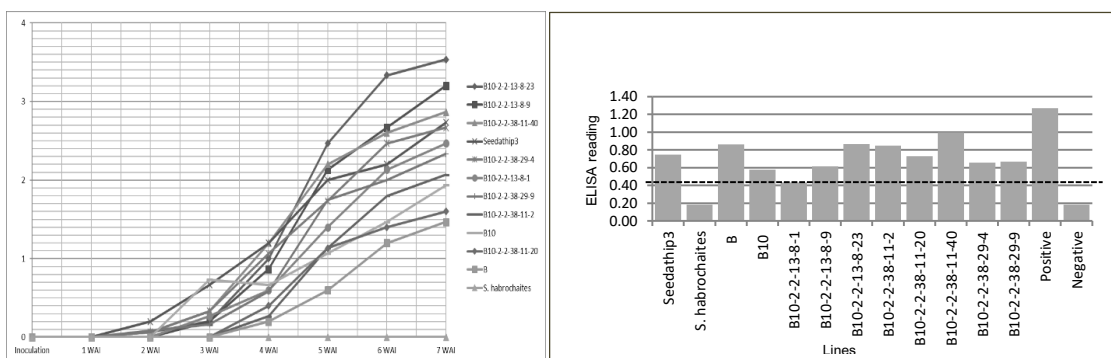 4
3
2
1
0
Inoculation 1 WAI 2 WAI 3 WAI 4 WAI 5 WAI 6 WAI 7 WAI
B10-2-2-13-8-23
B10-2-2-13-8-9
B10-2-2-38-11-40
Seedathip3
B10-2-2-38-29-4
B10-2-2-13-8-1
B10-2-2-38-29-9
B10-2-2-38-11-2
B10
B10-2-2-38-11-20
B
S. habrochaites
ELISA reading
1.40
1.20
1.00
0.80
0.60
0.40
0.20
0.00
Seedathip3
S. habrochaites
B
B10
B10-2-2-13-8-1
B10-2-2-13-8-9
B10-2-2-13-8-23
B10-2-2-38-11-2
B10-2-2-38-11-20
B10-2-2-38-11-40
B10-2-2-38-29-4
B10-2-2-38-29-9
Positive
Negative
Lines